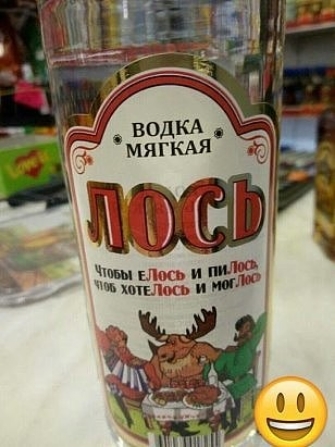 ВОДКА
МЯГКАЯ
ЛОСЬ
Чтобы еЛось и пиЛось,
чтоб хотеЛось и могЛось